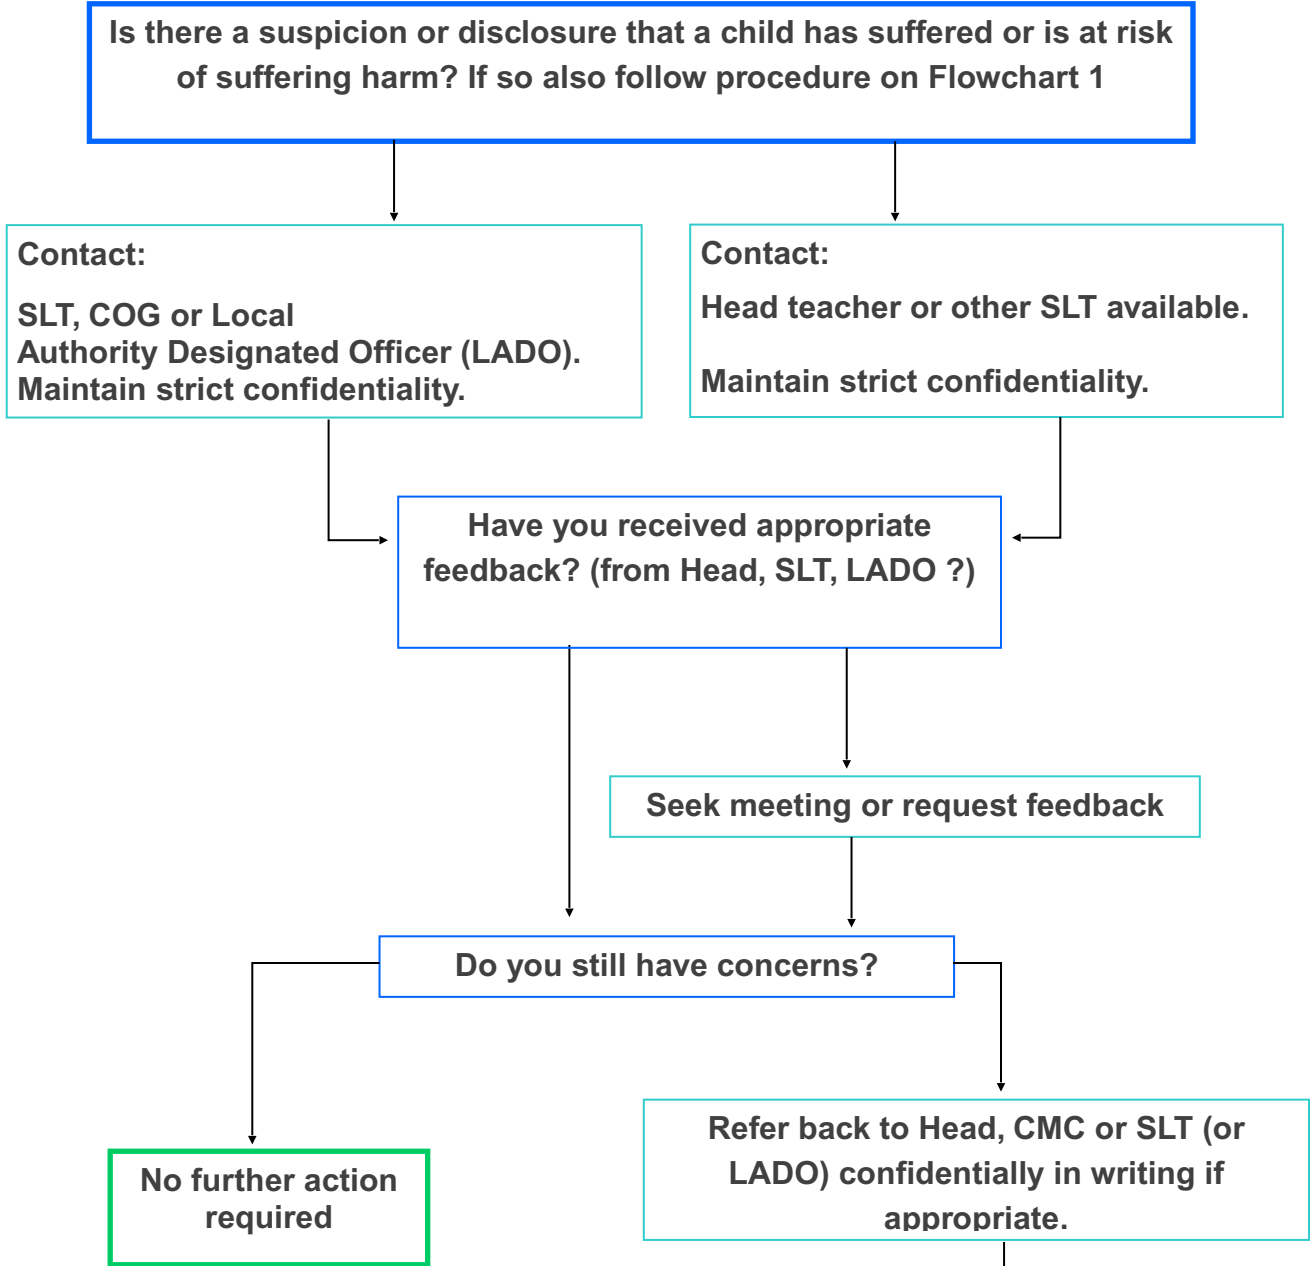 Is there a suspicion or disclosure that a child has suffered or is at risk
of suffering harm? If so also follow procedure on Flowchart 1
Contact:
SLT, COG or Local
Authority Designated Officer (LADO).
Maintain strict confidentiality.
Contact:
Head teacher or other SLT available.
Maintain strict confidentiality.
Have you received appropriate
feedback? (from Head, SLT, LADO ?)
Seek meeting or request feedback
Do you still have concerns?
No further action
required
Refer back to Head, CMC or SLT (or
LADO) confidentially in writing if
appropriate.